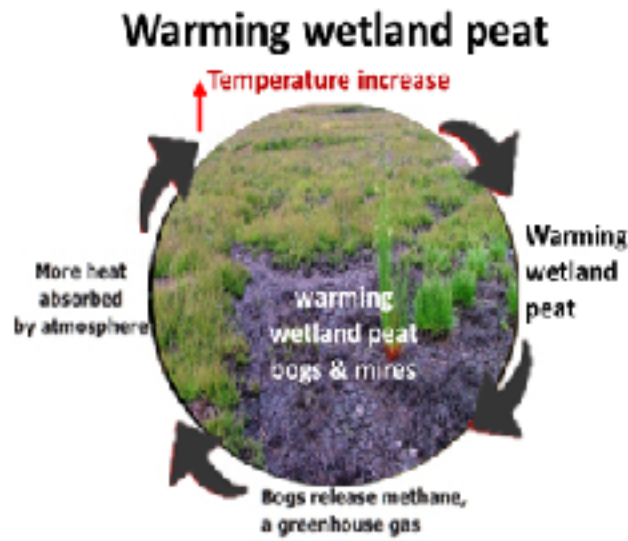 Warming wetland peat
Temperature increase
Warming
wetland
peat
More heat
absorbed
by atmosphere
warming
wetland peat
bogs & mires
Bogs release methane,
a greenhouse gas